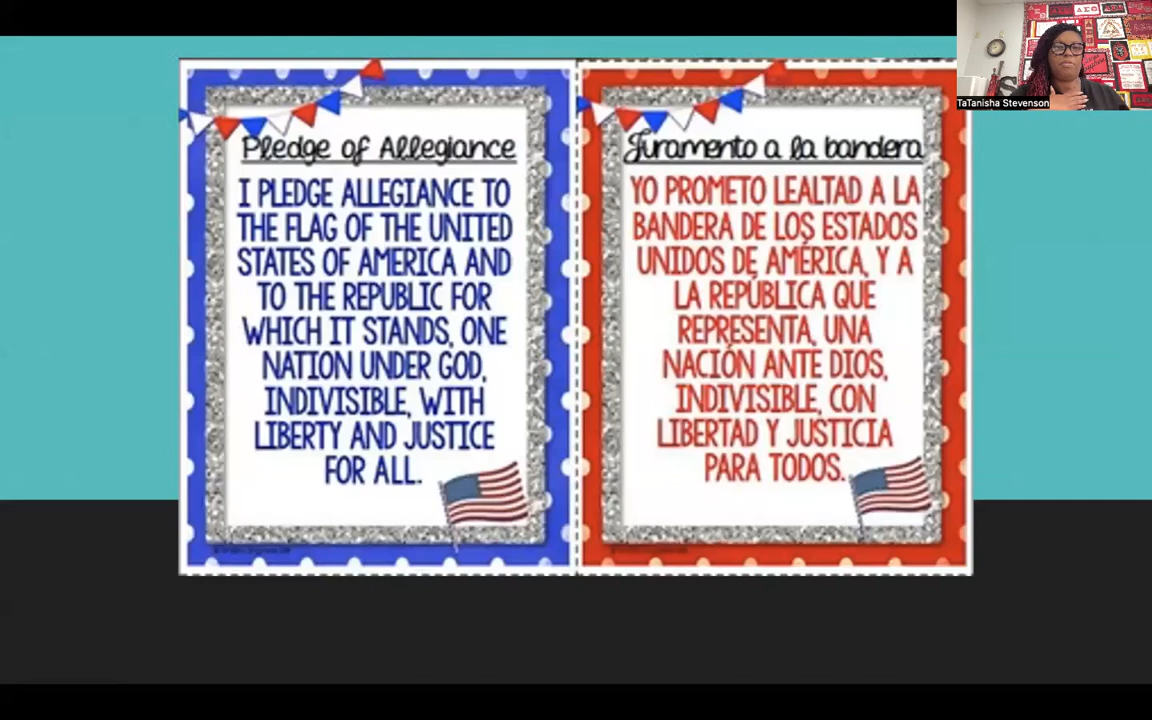 Pledge of Allegiance
I PLEDGE ALLEGIANCE TO
THE FLAG OF THE UNITED
STATES OF AMERICA AND
TO THE REPUBLIC FOR
WHICH IT STANDS, ONE
NATION UNDER GOD,
INDIVISIBLE, WITH
LIBERTY AND JUSTICE
FOR ALL.
Juramento a la bandera
YO PROMETO LEALTAD A LA
BANDERA DE LOS ESTADOS
UNIDOS DE AMÉRICA, Y A
LA REPÚBLICA QUE
REPRESENTA, UNA
NACIÓN ANTE DIOS,
INDIVISIBLE, CON
LIBERTAD Y JUSTICIA
PARA TODOS.
TaTanisha Stevenson